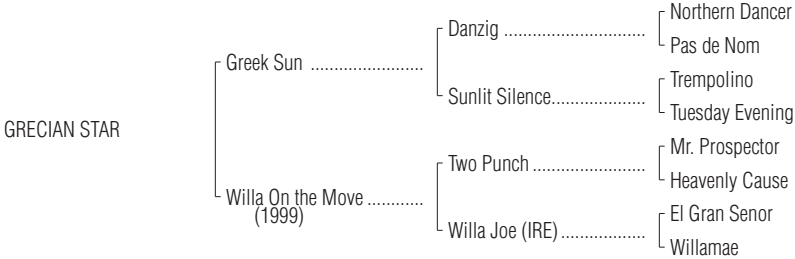 Northern Dancer
Danzig ..............................
Pas de Nom
Greek Sun ........................
Trempolino
Sunlit Silence....................
Tuesday Evening
GRECIAN STAR
Mr. Prospector
Two Punch ........................
Heavenly Cause
Willa On the Move ............
(1999)
El Gran Senor
Willa Joe (IRE)..................
Willamae